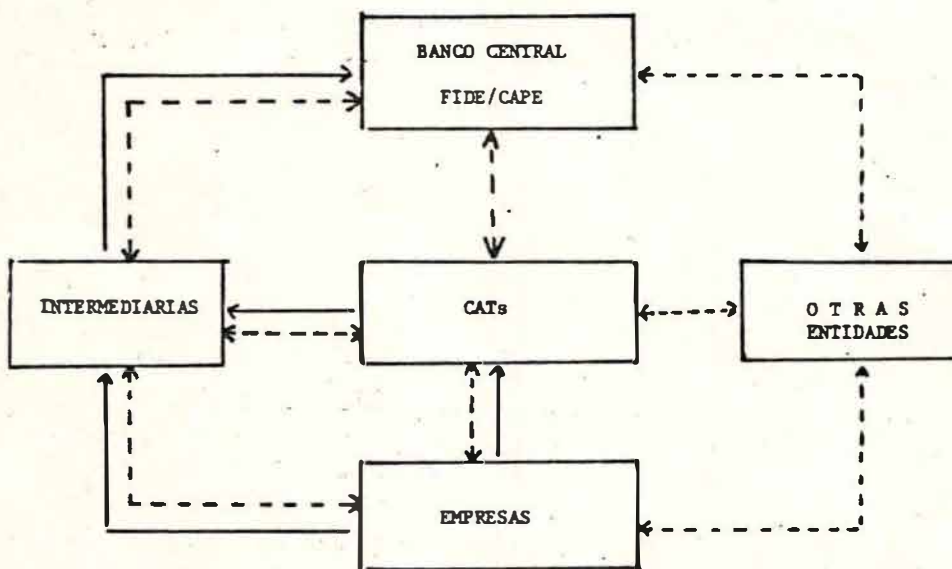 BANCO CENTRAL
FIDE/CAPE
INTERMEDIARIAS
CATs
O T R A S
ENTIDADES
EMPRESAS